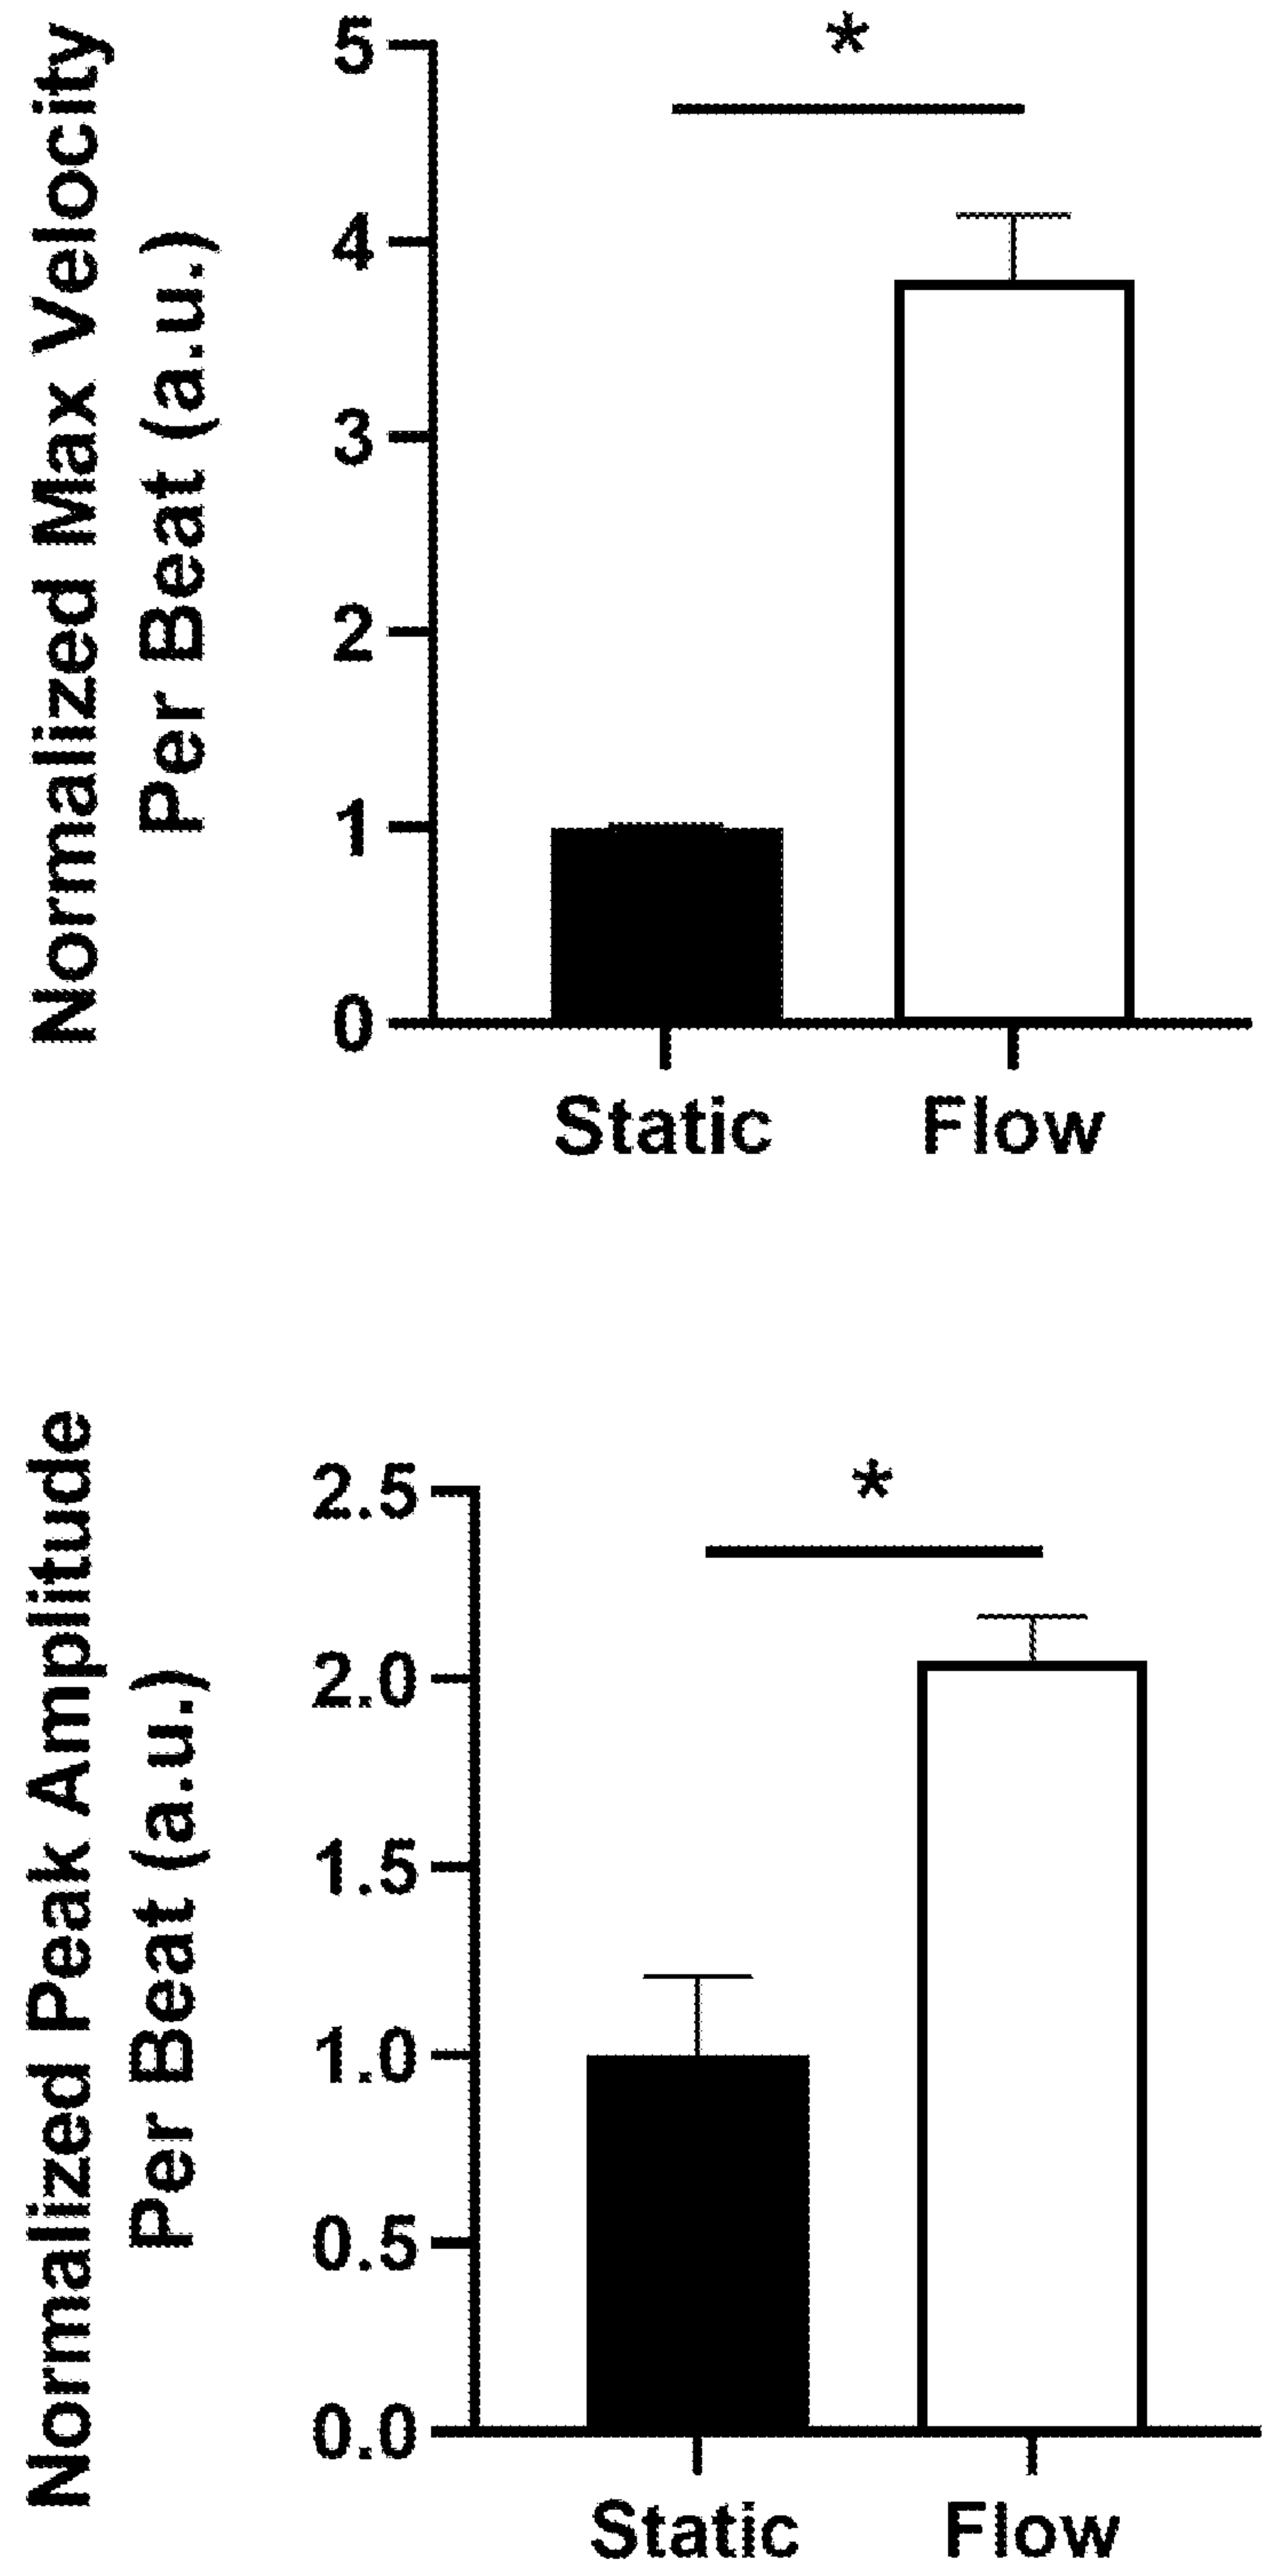 Normalized Max Velocity
Per Beat (a.u.)
5
4
3
2
1
0
*
Static Flow
Normalized Peak Amplitude
Per Beat (a.u.)
2.5
2.0
1.5
1.0
0.5
0.0
*
Static Flow